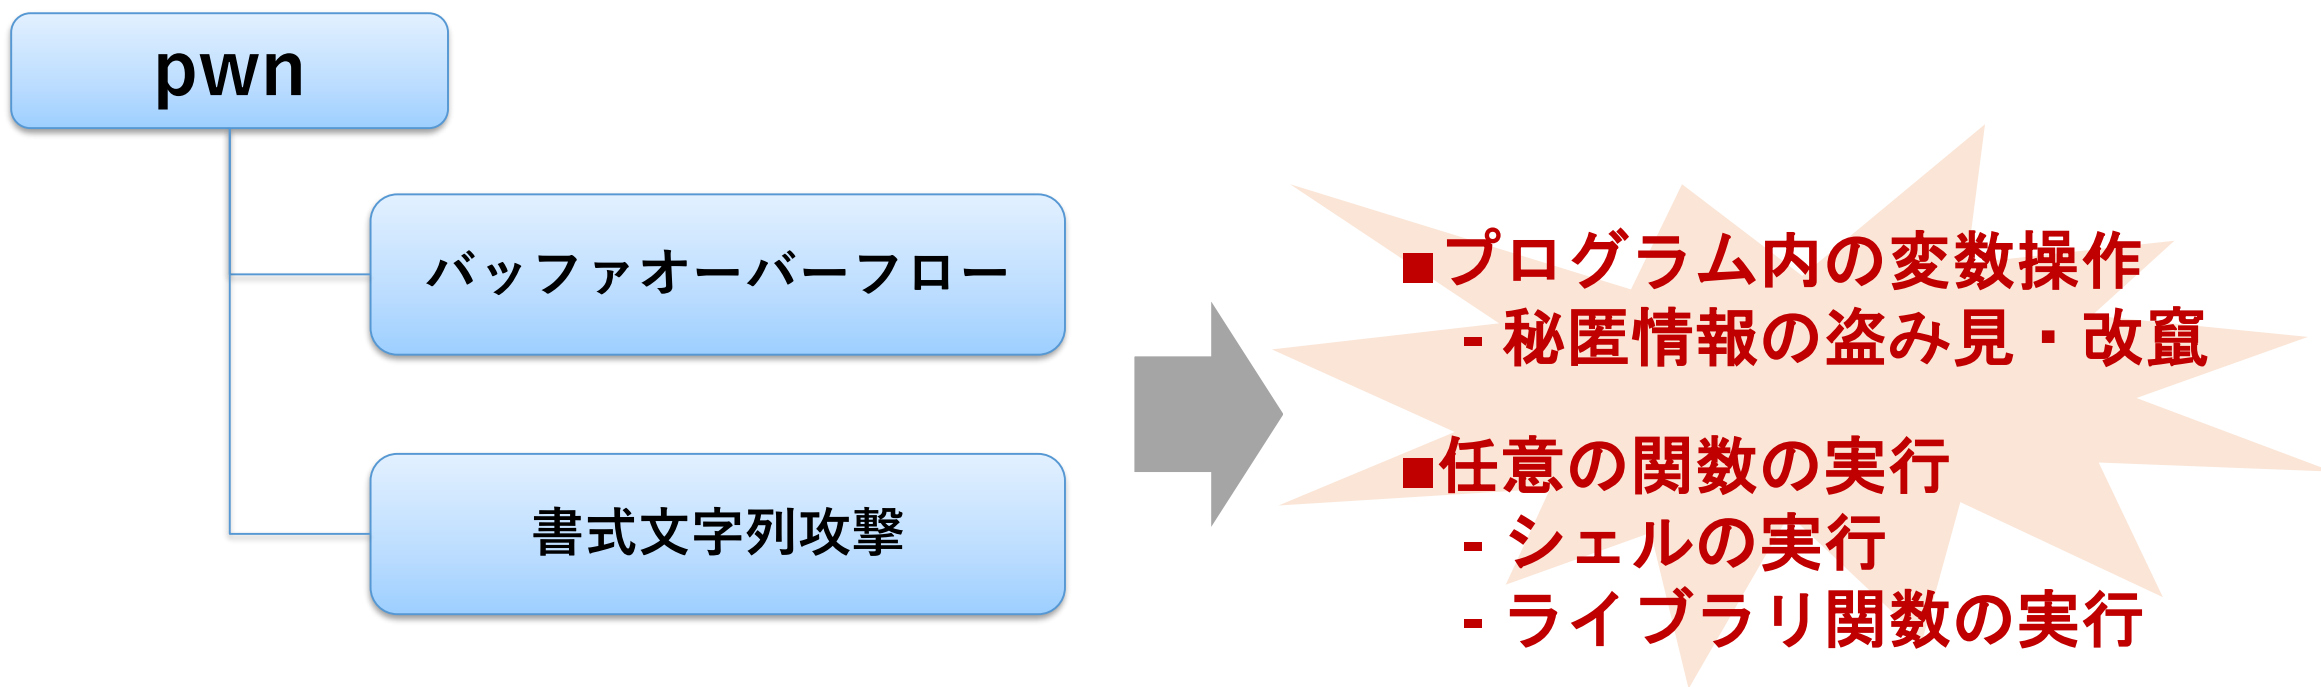 pwn
バッファオーバーフロー
書式文字列攻撃
■プログラム内の変数操作
- 秘匿情報の盗み見・改竄
■任意の関数の実行
- シェルの実行
- ライブラリ関数の実行